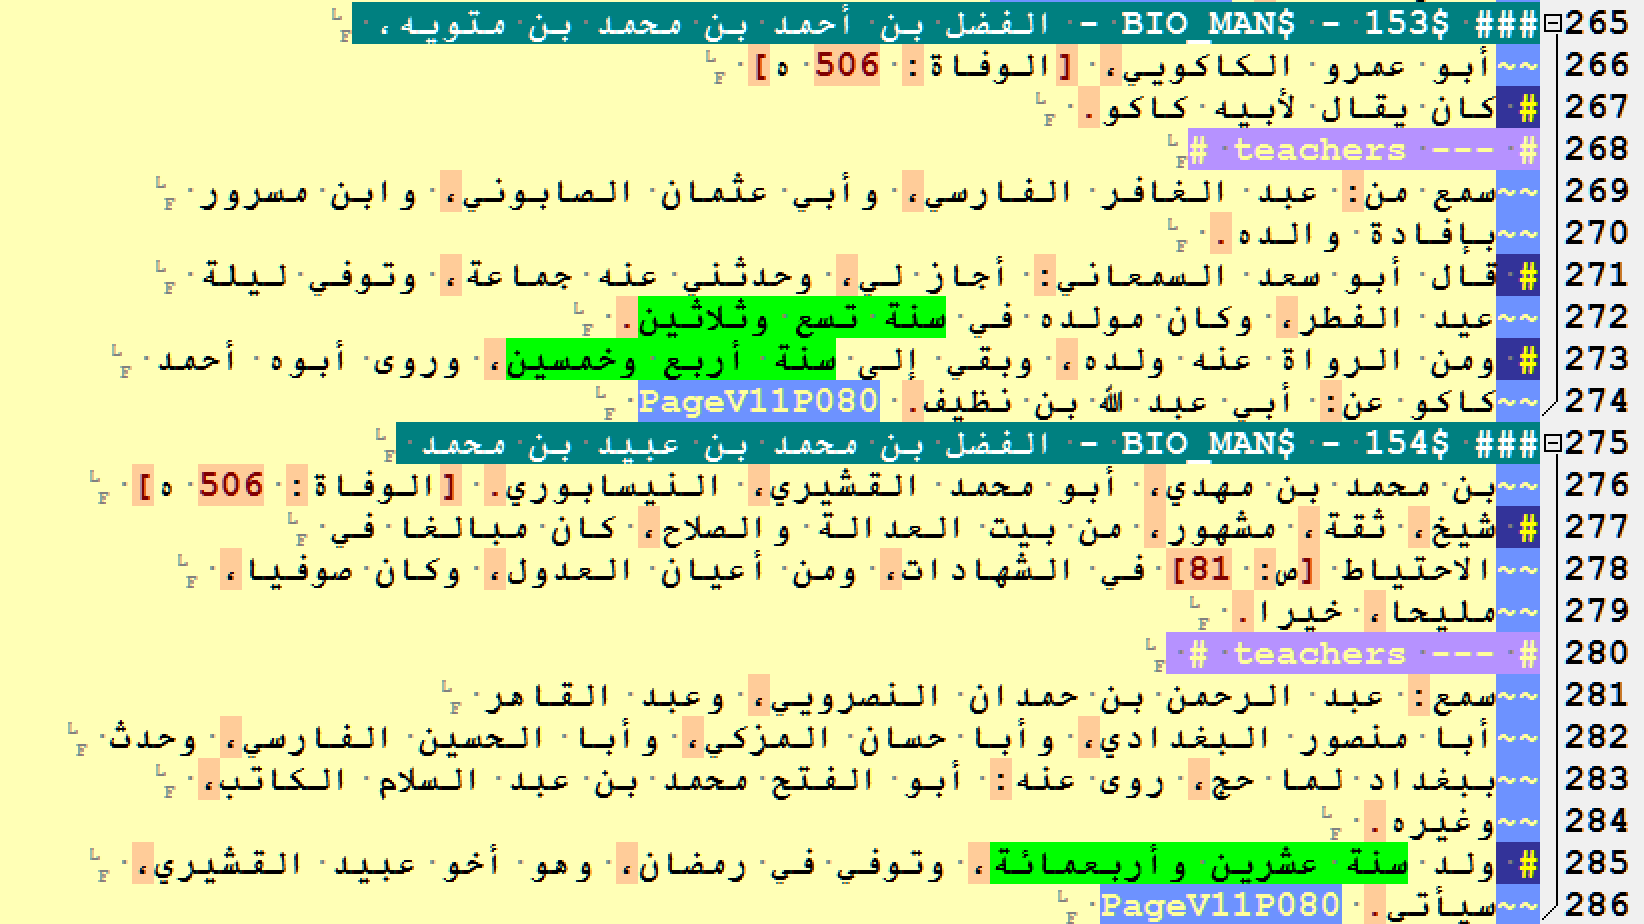 265 ### $153 - $BIO_MAN - الفضل بن أحمد بن محمد بن متويه،
266 ~~أبو عمرو الكاكويي، [الوفاة: 506 ه]
267 # كان يقال لأبيه كاكو.
268 # --- teachers #
269 ~~سمع من: عبد الغافر الفارسي، وأبي عثمان الصابوني، وابن مسرور
270 ~~بإفادة والده.
271 # قال أبو سعد السمعاني: أجاز لي، وحدثني عنه جماعة، وتوفي ليلة
272 ~~عيد الفطر، وكان مولده في سنة تسع وثلاثين.
273 # ومن الرواة عنه ولده، وبقي إلى سنة أربع وخمسين، وروى أبوه أحمد
274 ~~كاكو عن: أبي عبد الله بن نظيف. PageV11P080
275 ### $154 - $BIO_MAN - الفضل بن محمد بن عبيد بن محمد
276 ~~بن محمد بن مهدي، أبو محمد القشيري، النيسابوري. [الوفاة: 506 ه]
277 # شيخ، ثقة، مشهور، من بيت العدالة والصلاح، كان مبالغا في
278 ~~الاحتياط [ص: 81] في الشهادات، ومن أعيان العدول، وكان صوفيا،
279 ~~مليحا، خيرا.
280 # --- teachers #
281 ~~سمع: عبد الرحمن بن حمدان النصرويي، وعبد القاهر
282 ~~أبا منصور البغدادي، وأبا حسان المزكي، وأبا الحسين الفارسي، وحدث
283 ~~ببغداد لما حج، روى عنه: أبو الفتح محمد بن عبد السلام الكاتب،
284 ~~وغيره.
285 # ولد سنة عشرين وأربعمائة، وتوفي في رمضان، وهو أخو عبيد القشيري،
286 ~~سيأتي. PageV11P080